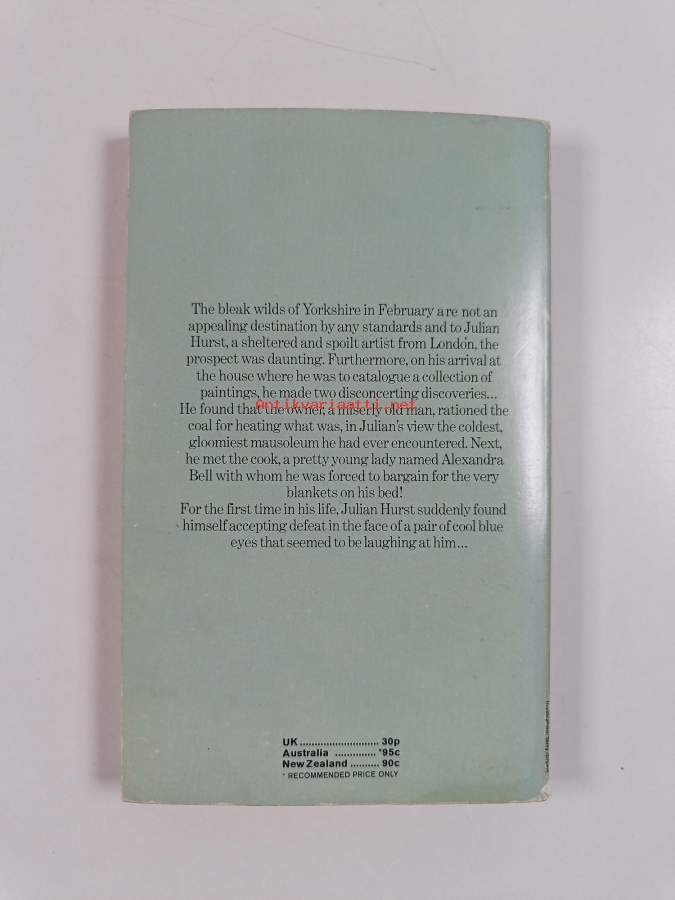 The bleak wilds of Yorkshire in February are not an
appealing destination by any standards and to Julian
Hurst, a sheltered and spoilt artist from London, the
prospect was daunting. Furthermore, on his arrival at
the house where he was to catalogue a collection of
paintings, he made two disconcerting discoveries...
Antikvariaatti.net
He found that the owner, a miserly old man, rationed the
coal for heating what was, in Julian's view the coldest,
gloomiest mausoleum he had ever encountered. Next,
he met the cook, a pretty young lady named Alexandra
Bell with whom he was forced to bargain for the very
blankets on his bed!
For the first time in his life, Julian Hurst suddenly found
himself accepting defeat in the face of a pair of cool blue
eyes that seemed to be laughing at him...
UK ........................... 30p
Australia .............. *95c
New Zealand .......... 90c
* RECOMMENDED PRICE ONLY